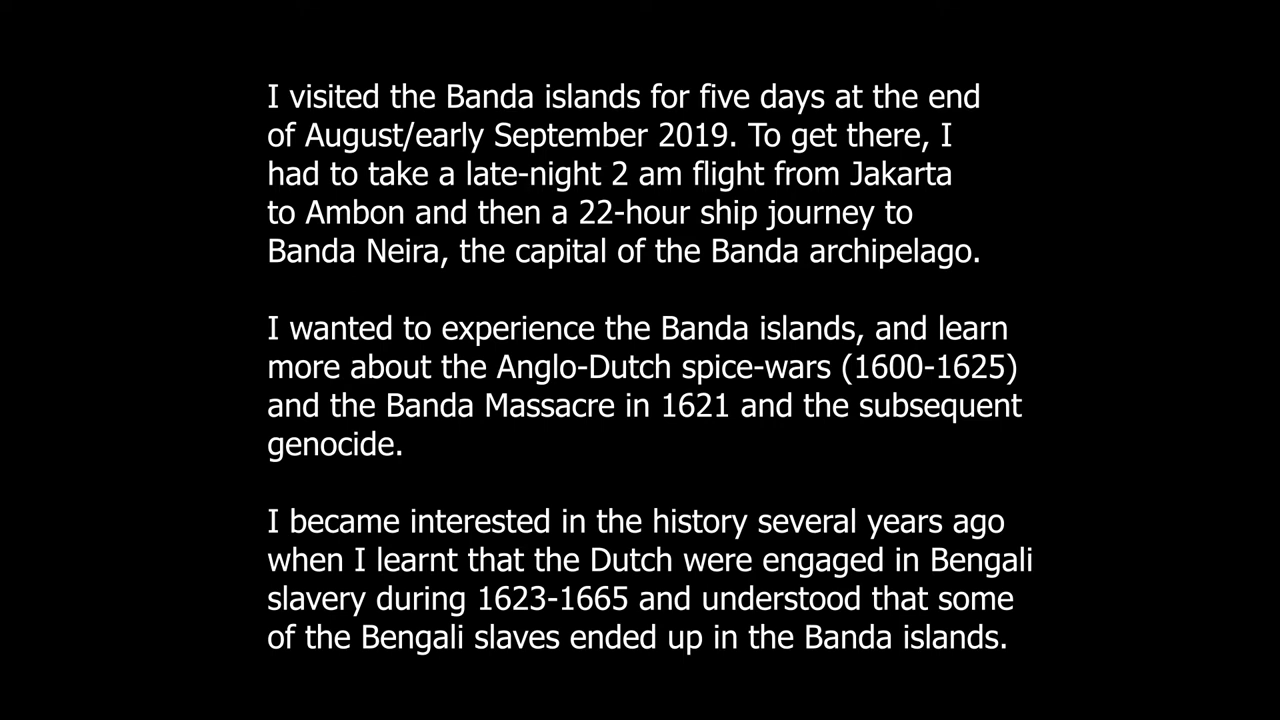 I visited the Banda islands for five days at the end
of August/early September 2019. To get there, I
had to take a late-night 2 am flight from Jakarta
to Ambon and then a 22-hour ship journey to
Banda Neira, the capital of the Banda archipelago.
I wanted to experience the Banda islands, and learn
more about the Anglo-Dutch spice-wars (1600-1625)
and the Banda Massacre in 1621 and the subsequent
genocide.
I became interested in the history several years ago
when I learnt that the Dutch were engaged in Bengali
slavery during 1623-1665 and understood that some
of the Bengali slaves ended up in the Banda islands.